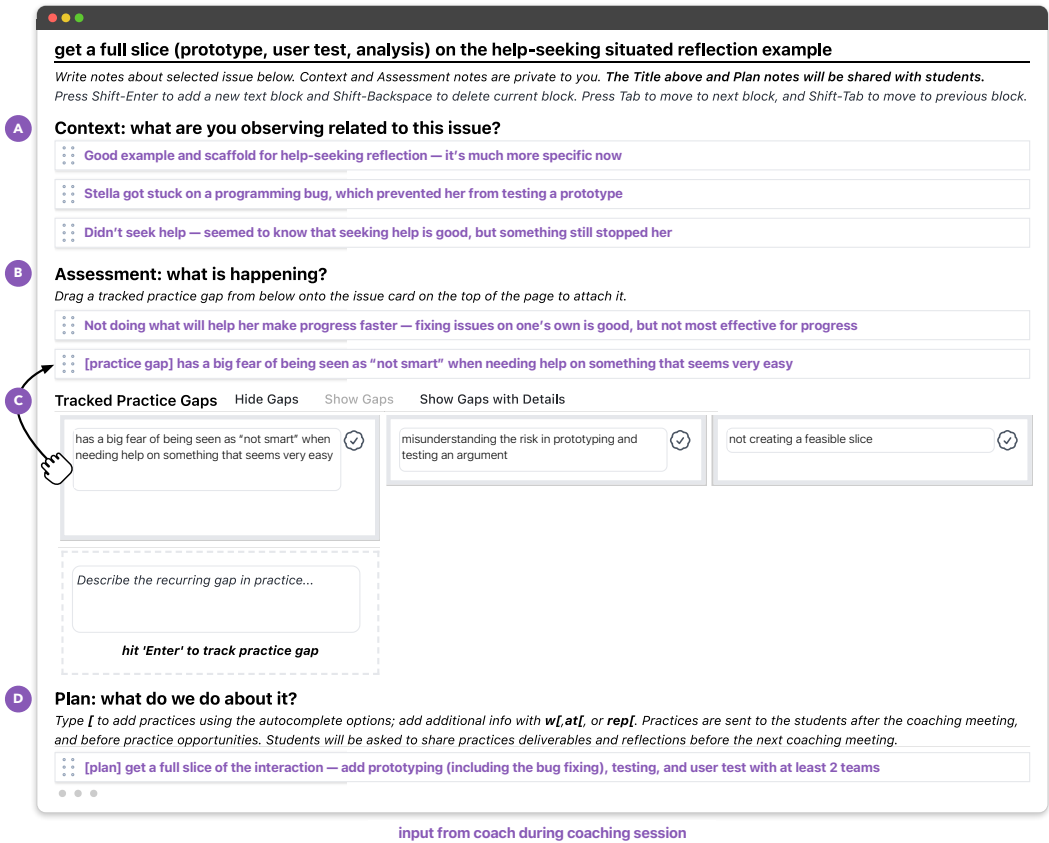 get a full slice (prototype, user test, analysis) on the help-seeking situated reflection example
Write notes about selected issue below. Context and Assessment notes are private to you. The Title above and Plan notes will be shared with students.
Press Shift-Enter to add a new text block and Shift-Backspace to delete current block. Press Tab to move to next block, and Shift-Tab to move to previous block.
A
Context: what are you observing related to this issue?
Good example and scaffold for help-seeking reflection — it’s much more specific now
Stella got stuck on a programming bug, which prevented her from testing a prototype
Didn’t seek help — seemed to know that seeking help is good, but something still stopped her
B
Assessment: what is happening?
Drag a tracked practice gap from below onto the issue card on the top of the page to attach it.
Not doing what will help her make progress faster — fixing issues on one’s own is good, but not most effective for progress
[practice gap] has a big fear of being seen as “not smart” when needing help on something that seems very easy
C
Tracked Practice Gaps Hide Gaps Show Gaps Show Gaps with Details
has a big fear of being seen as “not smart” when
needing help on something that seems very easy
misunderstanding the risk in prototyping and
testing an argument
not creating a feasible slice
Describe the recurring gap in practice...
hit 'Enter' to track practice gap
D
Plan: what do we do about it?
Type [ to add practices using the autocomplete options; add additional info with w[,at[, or rep[. Practices are sent to the students after the coaching meeting,
and before practice opportunities. Students will be asked to share practices deliverables and reflections before the next coaching meeting.
[plan] get a full slice of the interaction — add prototyping (including the bug fixing), testing, and user test with at least 2 teams
input from coach during coaching session